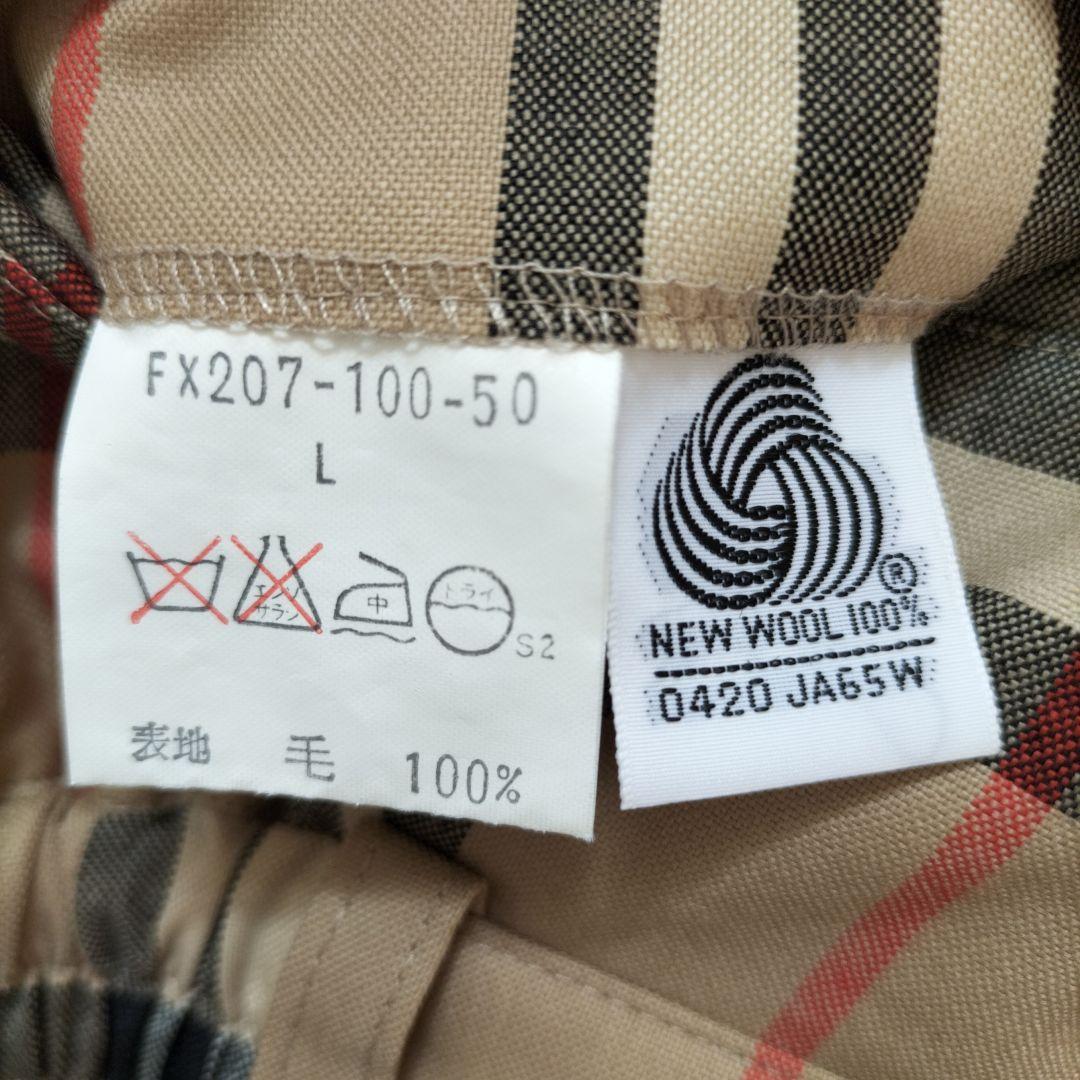 FX207-100-50
L
エンソ
サラシ
中
ドライ
S2
表地 毛 100%
®
NEW WOOL 100%
0420 JA65W